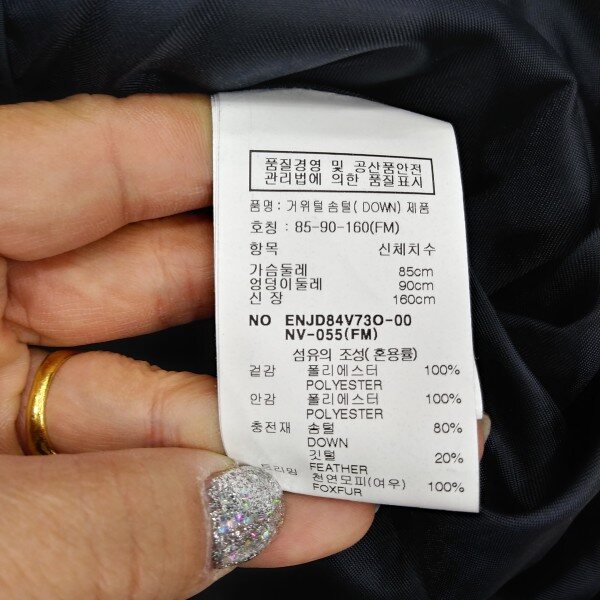 품질경영 및 공산품안전
관리법에 의한 품질표시
품명: 거위털 솜털( DOWN) 제품
호칭 : 85-90-160(FM)
항목 신체치수
가슴둘레 85cm
엉덩이둘레 90cm
신 장 160cm
NO ENJD84V73O-00
NV-055(FM)
섬유의 조성( 혼용률)
겉감 폴리에스터 100%
POLYESTER
안감 폴리에스터 100%
POLYESTER
충전재 솜털 80%
DOWN
깃털 20%
FEATHER
천연모피(여우) 100%
FOXFUR